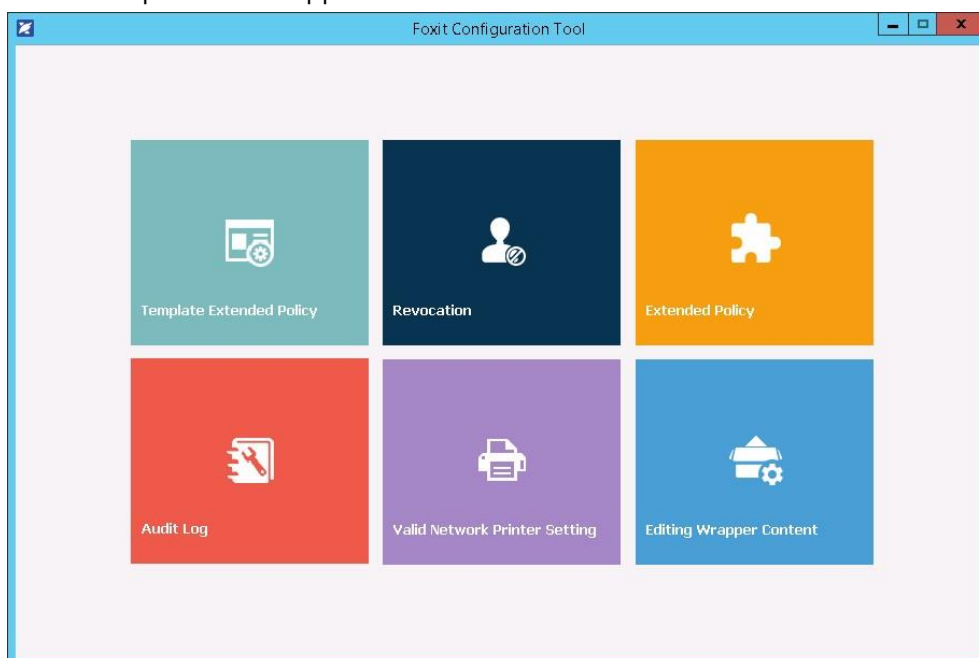 Foxit Configuration Tool
Template Extended Policy
Revocation
Extended Policy
Audit Log
Valid Network Printer Setting
Editing Wrapper Content